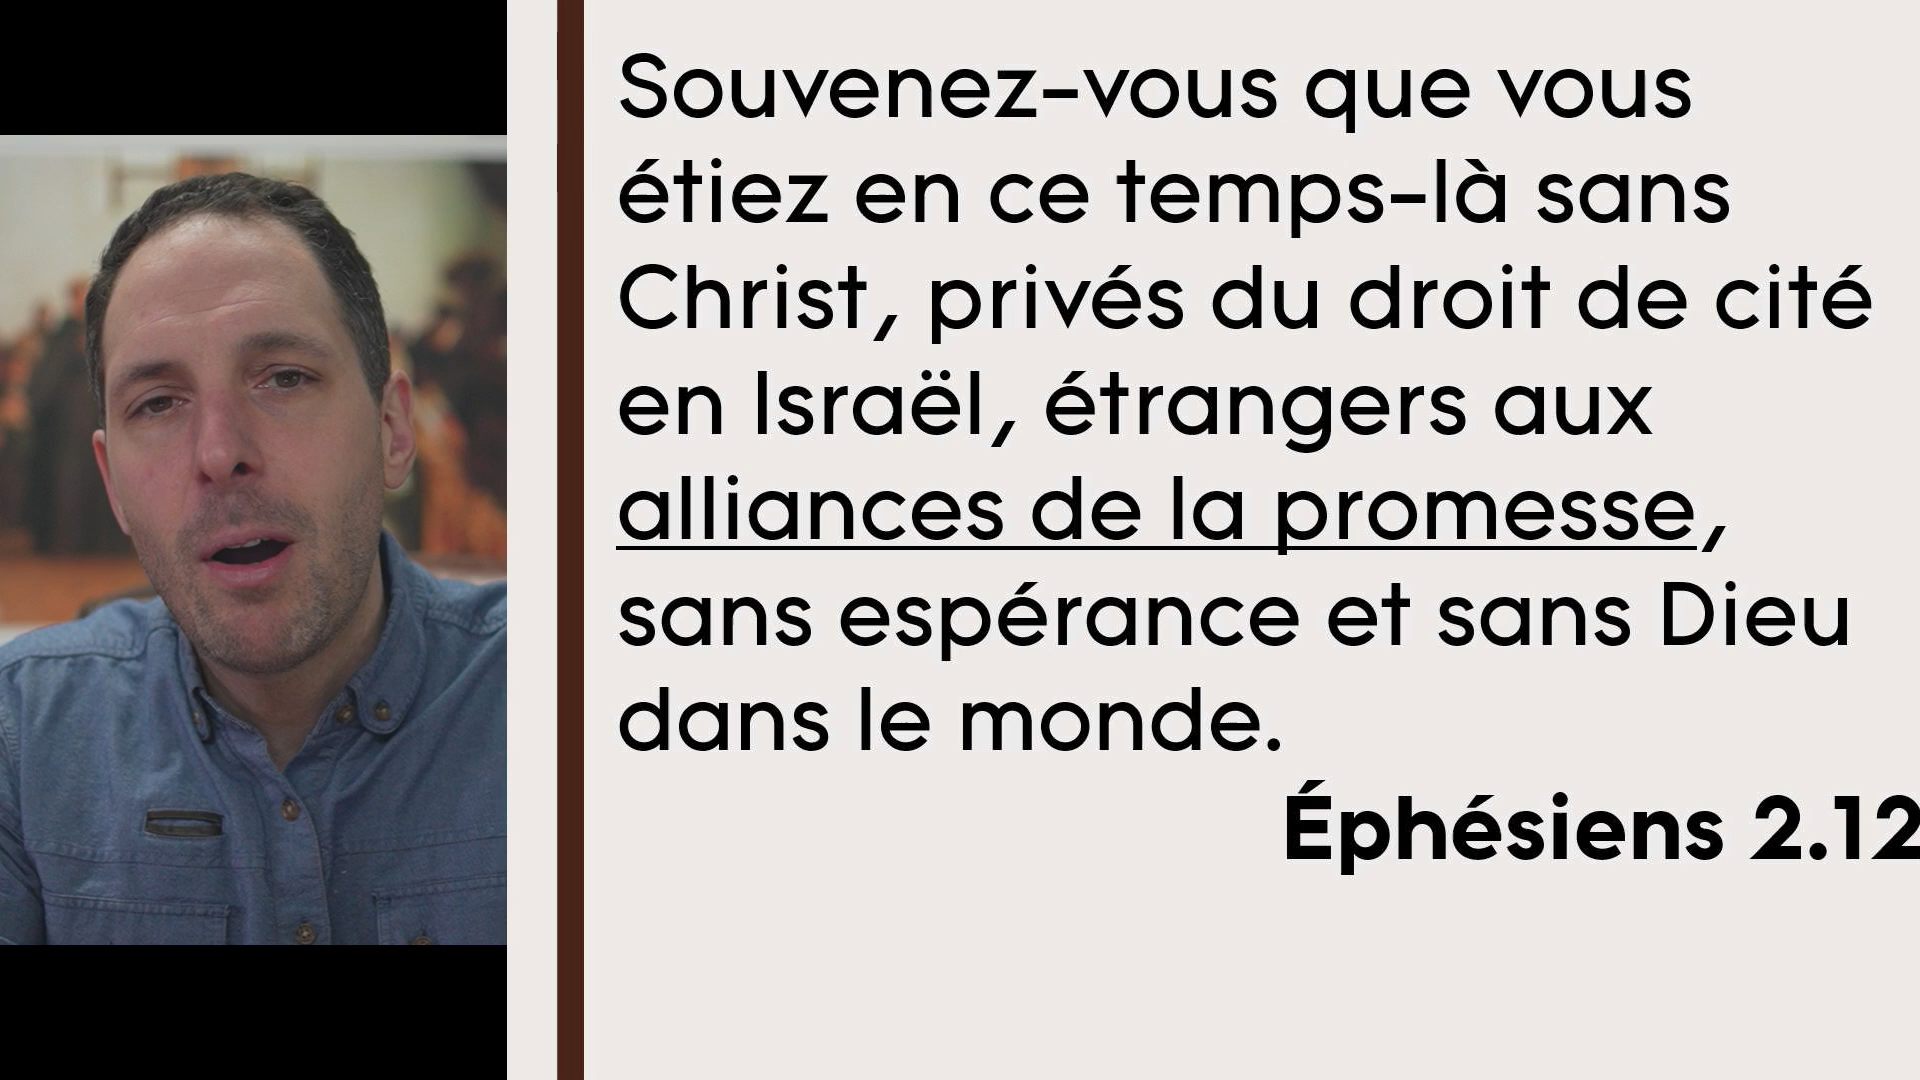 Souvenez-vous que vous
étiez en ce temps-là sans
Christ, privés du droit de cité
en Israël, étrangers aux
alliances de la promesse,
sans espérance et sans Dieu
dans le monde.
Éphésiens 2.12